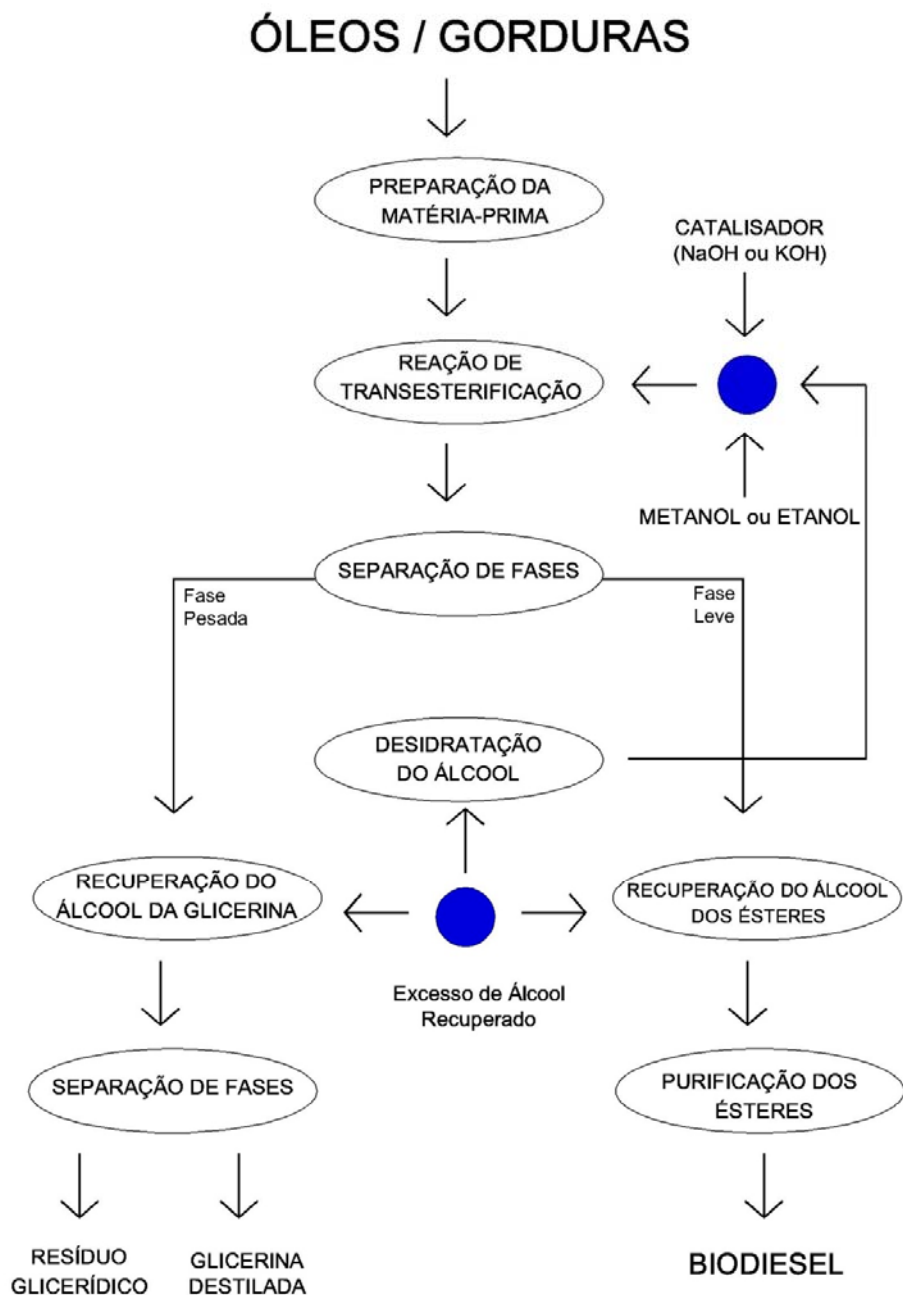 ÓLEOS / GORDURAS
PREPARAÇÃO DA
MATÉRIA-PRIMA
CATALISADOR
(NaOH ou KOH)
REAÇÃO DE
TRANSESTERIFICAÇÃO
METANOL ou ETANOL
SEPARAÇÃO DE FASES
Fase
Pesada
Fase
Leve
DESIDRATAÇÃO
DO ÁLCOOL
RECUPERAÇÃO DO
ÁLCOOL DA GLICERINA
RECUPERAÇÃO DO ÁLCOOL
DOS ÉSTERES
Excesso de Álcool
Recuperado
SEPARAÇÃO DE FASES
PURIFICAÇÃO DOS
ÉSTERES
RESÍDUO
GLICERÍDICO
GLICERINA
DESTILADA
BIODIESEL